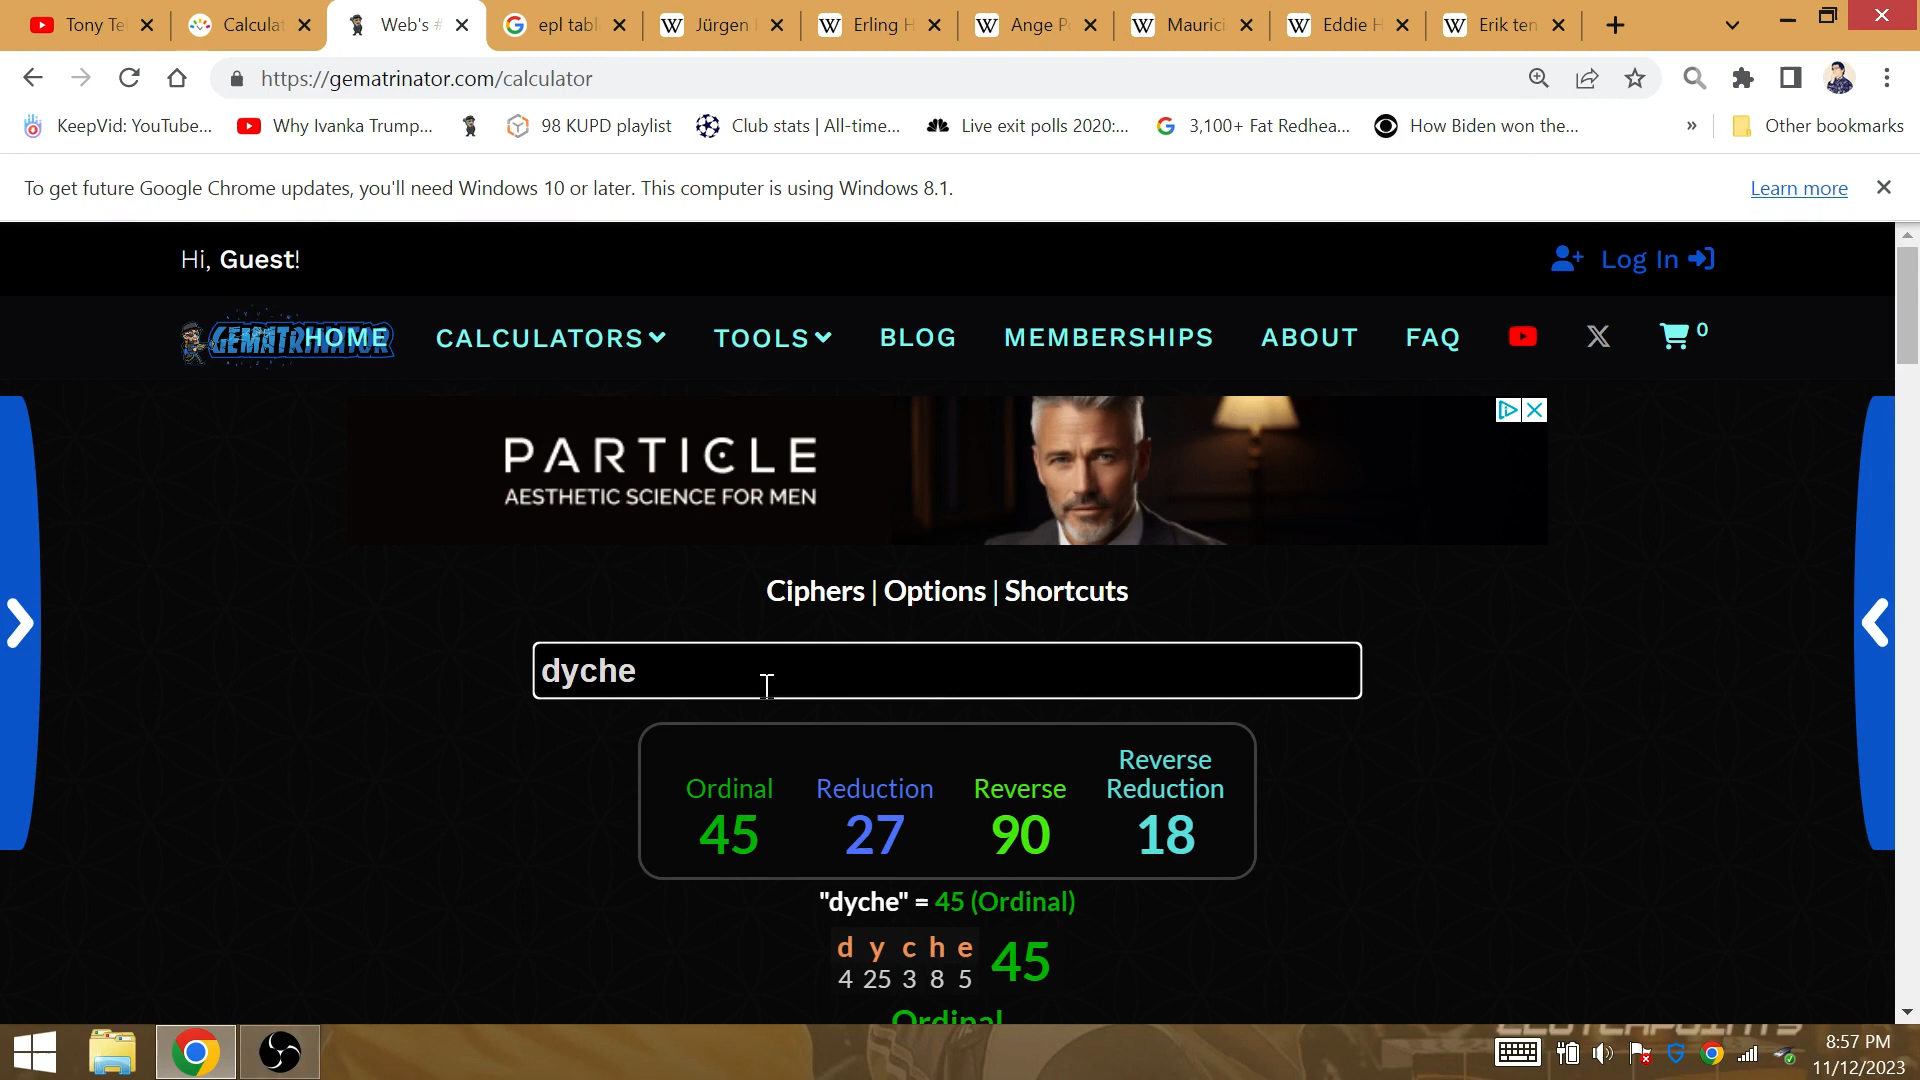 Tony Te
Calculat
Web's #
epl tabl
Jürgen
Erling H
Ange P
Mauric
Eddie H
Erik ten
https://gematrinator.com/calculator
KeepVid: YouTube...
Why Ivanka Trump...
98 KUPD playlist
Club stats | All-time...
Live exit polls 2020:...
3,100+ Fat Redhea...
How Biden won the...
»
Other bookmarks
To get future Google Chrome updates, you'll need Windows 10 or later. This computer is using Windows 8.1.
Learn more
Hi, Guest!
Log In
GEMATRINATOR
HOME
CALCULATORS
TOOLS
BLOG
MEMBERSHIPS
ABOUT
FAQ
0
PARTICLE
AESTHETIC SCIENCE FOR MEN
Ciphers | Options | Shortcuts
dyche
Ordinal
45
Reduction
27
Reverse
90
Reverse
Reduction
18
"dyche" = 45 (Ordinal)
d y c h e
4 25 3 8 5
45
Ordinal
CLUTCHPOINTS
8:57 PM
11/12/2023